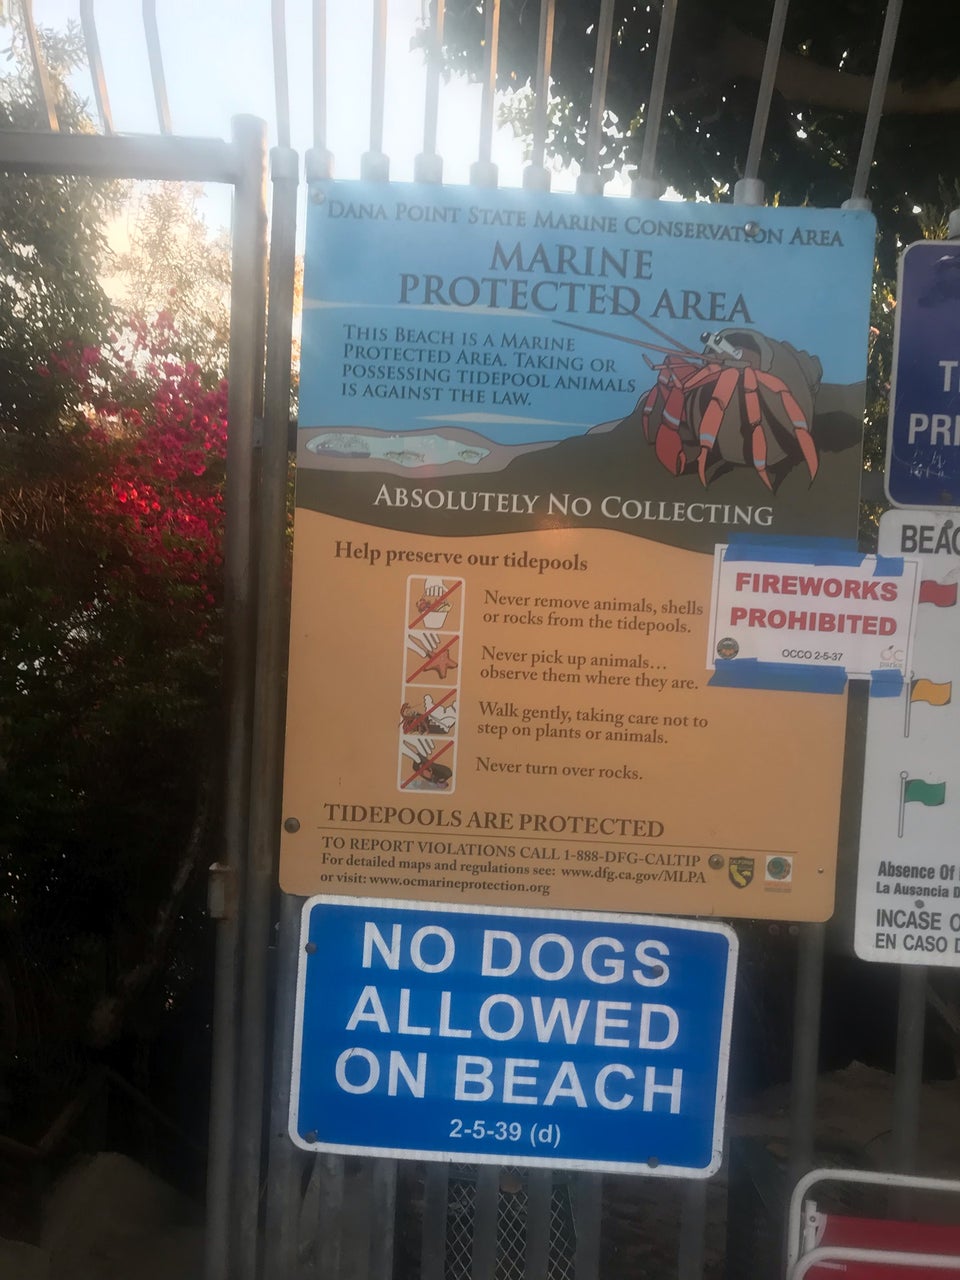 DANA POINT STATE MARINE CONSERVATION AREA
MARINE
PROTECTED AREA
THIS BEACH IS A MARINE
PROTECTED AREA. TAKING OR
POSSESSING TIDEPOOL ANIMALS
IS AGAINST THE LAW.
ABSOLUTELY NO COLLECTING
Help preserve our tidepools
Never remove animals, shells
or rocks from the tidepools.
Never pick up animals...
observe them where they are.
Walk gently, taking care not to
step on plants or animals.
Never turn over rocks.
TIDEPOOLS ARE PROTECTED
TO REPORT VIOLATIONS CALL 1-888-DFG-CALTIP
For detailed maps and regulations see: www.dfg.ca.gov/MLPA
or visit: www.ocmarineprotection.org
FIREWORKS
PROHIBITED
OCCO 2-5-37
OC
parks
NO DOGS
ALLOWED
ON BEACH
2-5-39 (d)
T
PRI
BEAC
Absence Of
La Ausencia D
INCASE O
EN CASO D